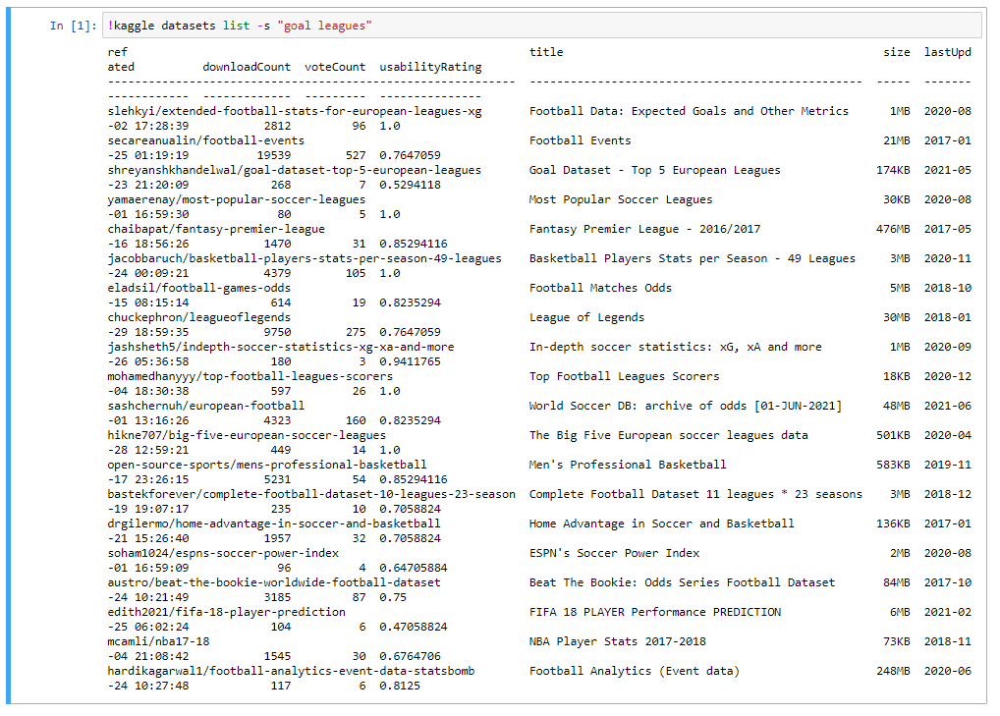 In [1]: !kaggle datasets list -s "goal leagues"
ref title size lastUpd
ated downloadCount voteCount usabilityRating
------------------------------------------------------- --------------------------------------------- ----- -------
----------- ------------- --------- ---------------
slehkyi/extended-football-stats-for-european-leagues-xg Football Data: Expected Goals and Other Metrics 1MB 2020-08
-02 17:28:39 2812 96 1.0
secareanualin/football-events Football Events 21MB 2017-01
-25 01:19:19 19539 527 0.7647059
shreyanshkhandelwal/goal-dataset-top-5-european-leagues Goal Dataset - Top 5 European Leagues 174KB 2021-05
-23 21:20:09 268 7 0.5294118
yamaerenay/most-popular-soccer-leagues Most Popular Soccer Leagues 30KB 2020-08
-01 16:59:30 80 5 1.0
chaibapat/fantasy-premier-league Fantasy Premier League - 2016/2017 476MB 2017-05
-16 18:56:26 1470 31 0.85294116
jacobbaruch/basketball-players-stats-per-season-49-leagues Basketball Players Stats per Season - 49 Leagues 3MB 2020-11
-24 00:09:21 4379 105 1.0
eladsil/football-games-odds Football Matches Odds 5MB 2018-10
-15 08:15:14 614 19 0.8235294
chuckephron/leagueoflegends League of Legends 30MB 2018-01
-29 18:59:35 9750 275 0.7647059
jashsheth5/indepth-soccer-statistics-xg-xa-and-more In-depth soccer statistics: xG, xA and more 1MB 2020-09
-26 05:36:58 180 3 0.9411765
mohamedhanyyy/top-football-leagues-scorers Top Football Leagues Scorers 18KB 2020-12
-04 18:30:38 597 26 1.0
sashchernuh/european-football World Soccer DB: archive of odds [01-JUN-2021] 48MB 2021-06
-01 13:16:26 4323 160 0.8235294
hikne707/big-five-european-soccer-leagues The Big Five European soccer leagues data 501KB 2020-04
-28 12:59:21 449 14 1.0
open-source-sports/mens-professional-basketball Men's Professional Basketball 583KB 2019-11
-17 23:26:15 5231 54 0.85294116
bastekforever/complete-football-dataset-10-leagues-23-season Complete Football Dataset 11 leagues * 23 seasons 3MB 2018-12
-19 19:07:17 235 10 0.7058824
drgilermo/home-advantage-in-soccer-and-basketball Home Advantage in Soccer and Basketball 136KB 2017-01
-21 15:26:40 1957 32 0.7058824
soham1024/espns-soccer-power-index ESPN's Soccer Power Index 2MB 2020-08
-01 16:59:09 96 4 0.64705884
austro/beat-the-bookie-worldwide-football-dataset Beat The Bookie: Odds Series Football Dataset 84MB 2017-10
-24 10:21:49 3185 87 0.75
edith2021/fifa-18-player-prediction FIFA 18 PLAYER Performance PREDICTION 6MB 2021-02
-25 06:02:24 104 6 0.47058824
mcamli/nba17-18 NBA Player Stats 2017-2018 73KB 2018-11
-04 21:08:42 1545 30 0.6764706
hardikagarwal1/football-analytics-event-data-statsbomb Football Analytics (Event data) 248MB 2020-06
-24 10:27:48 117 6 0.8125